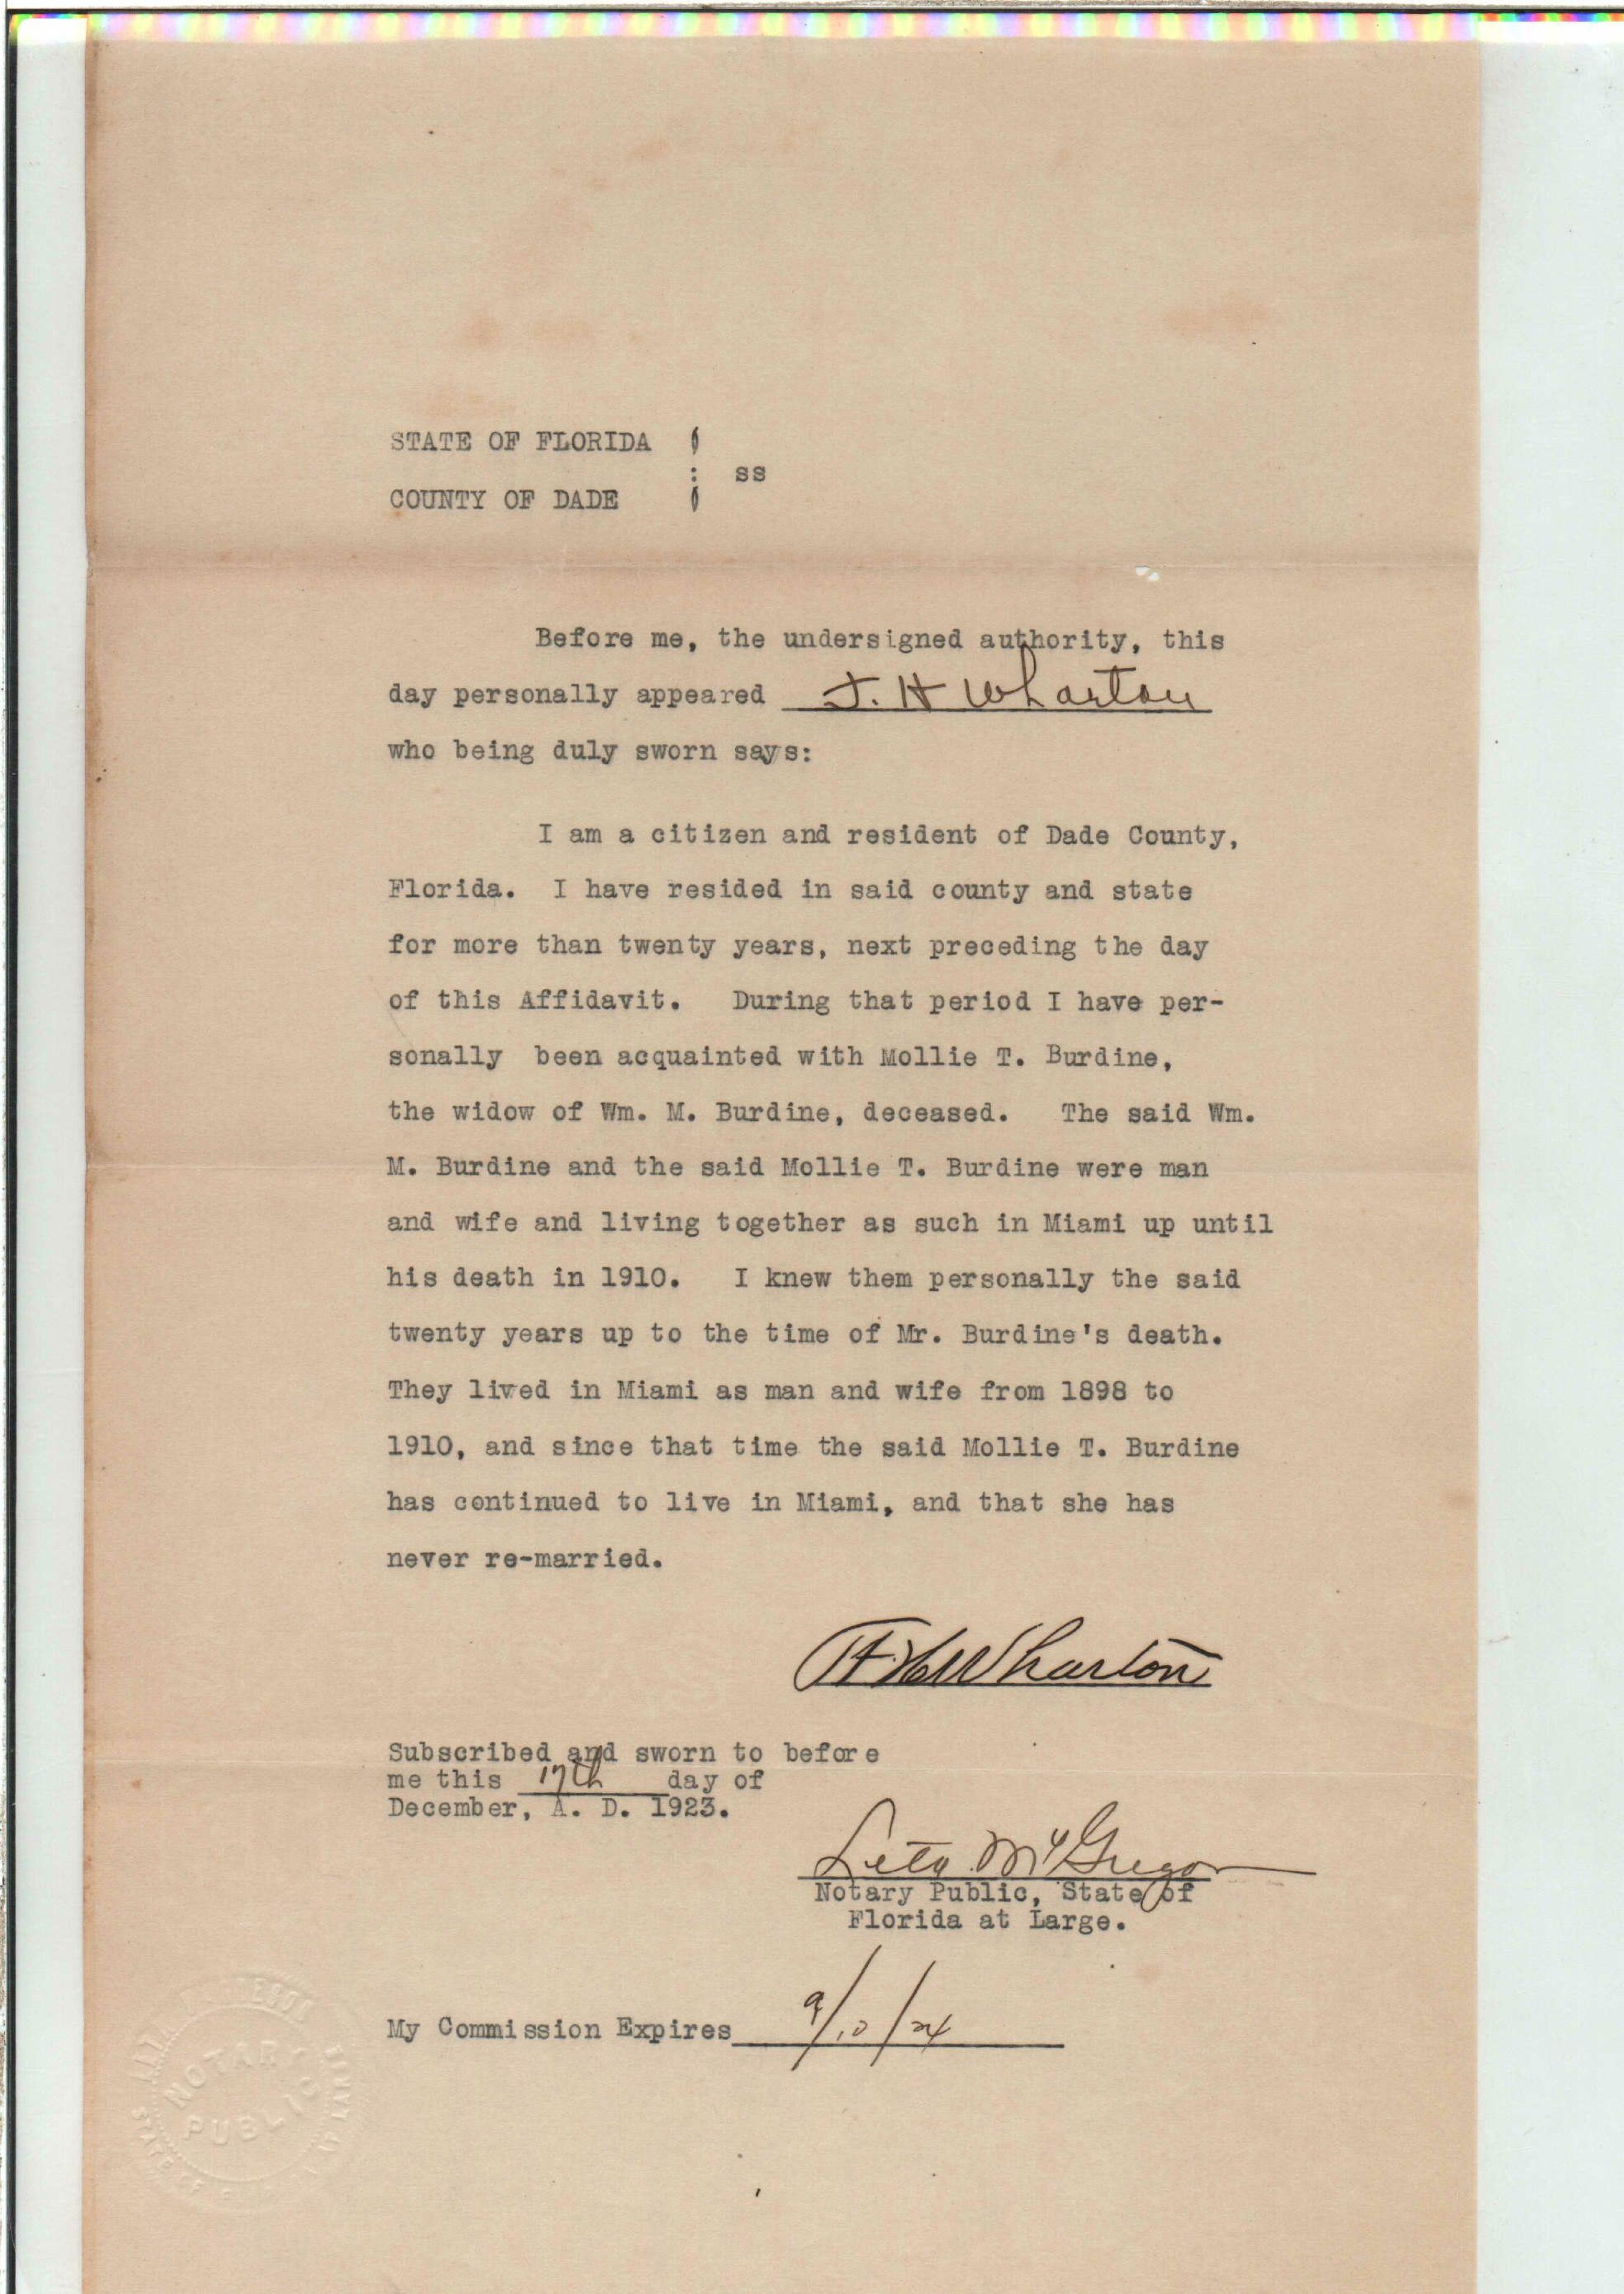 STATE OF FLORIDA )
: ss
COUNTY OF DADE )
Before me, the undersigned authority, this
day personally appeared J. H Wharton
who being duly sworn says:
I am a citizen and resident of Dade County,
Florida. I have resided in said county and state
for more than twenty years, next preceding the day
of this Affidavit. During that period I have per-
sonally been acquainted with Mollie T. Burdine,
the widow of Wm. M. Burdine, deceased. The said Wm.
M. Burdine and the said Mollie T. Burdine were man
and wife and living together as such in Miami up until
his death in 1910. I knew them personally the said
twenty years up to the time of Mr. Burdine's death.
They lived in Miami as man and wife from 1898 to
1910, and since that time the said Mollie T. Burdine
has continued to live in Miami, and that she has
never re-married.
Wharton
Subscribed and sworn to before
me this 17th day of
December, A. D. 1923.
Leta McGregor
Notary Public, State of
Florida at Large.
My Commission Expires 9/10/24
NOTARY
PUBLIC